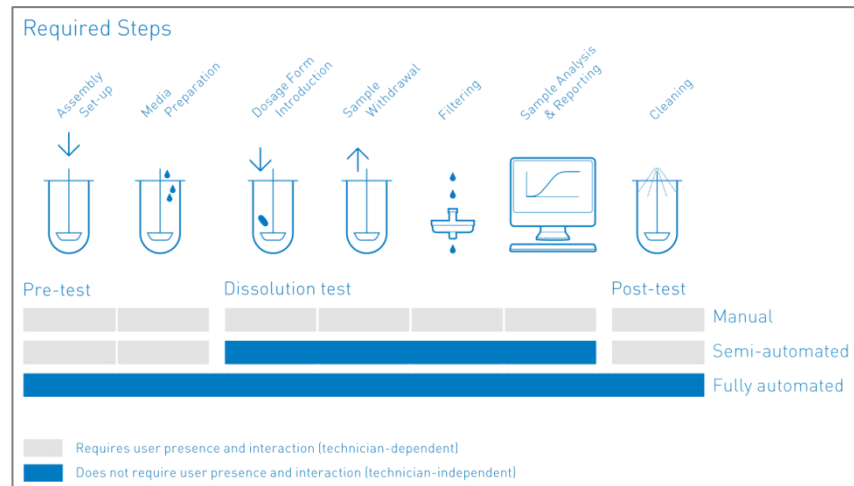 Required Steps
Assembly
Set-up
Media
Preparation
Dosage Form
Introduction
Sample
Withdrawal
Filtering
Sample Analysis
& Reporting
Cleaning
Pre-test
Dissolution test
Post-test
Manual
Semi-automated
Fully automated
Requires user presence and interaction (technician-dependent)
Does not require user presence and interaction (technician-independent)